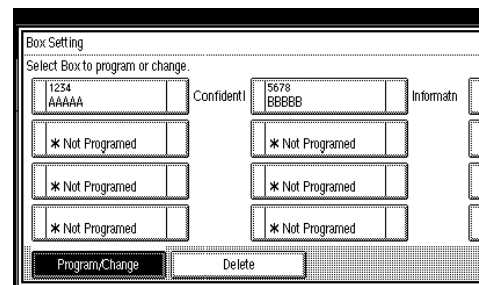 Box Setting
Select Box to program or change.
1234
AAAAA
Confidentl
5678
BBBBB
Informatn
* Not Programed
* Not Programed
* Not Programed
* Not Programed
* Not Programed
* Not Programed
Program/Change
Delete